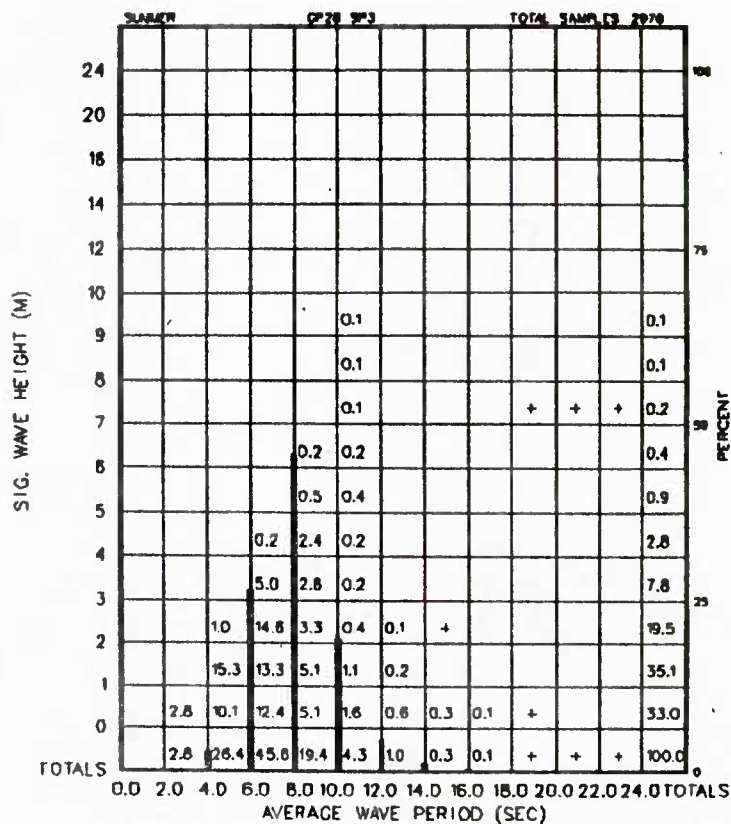 SUMMER TOTAL SAMPLES 2970
24 100
20
16
14
12 75
10
0.1 0.1
9
0.1 0.1
8
0.1 + + + 0.2
7 50
0.2 0.2 0.4
6
0.5 0.4 0.9
5
0.2 2.4 0.2 2.8
4
5.0 2.6 0.2 7.8
3 25
1.0 14.6 3.3 0.4 0.1 + 19.5
2
15.3 13.3 5.1 1.1 0.2 35.1
1
2.8 10.1 12.4 5.1 1.6 0.6 0.3 0.1 + 33.0
0
2.8 26.4 45.6 19.4 4.3 1.0 0.3 0.1 + + + 100.0
TOTALS 0
0.0 2.0 4.0 6.0 8.0 10.0 12.0 14.0 16.0 18.0 20.0 22.0 24.0 TOTALS
AVERAGE WAVE PERIOD (SEC)
SIG. WAVE HEIGHT (M)
PERCENT